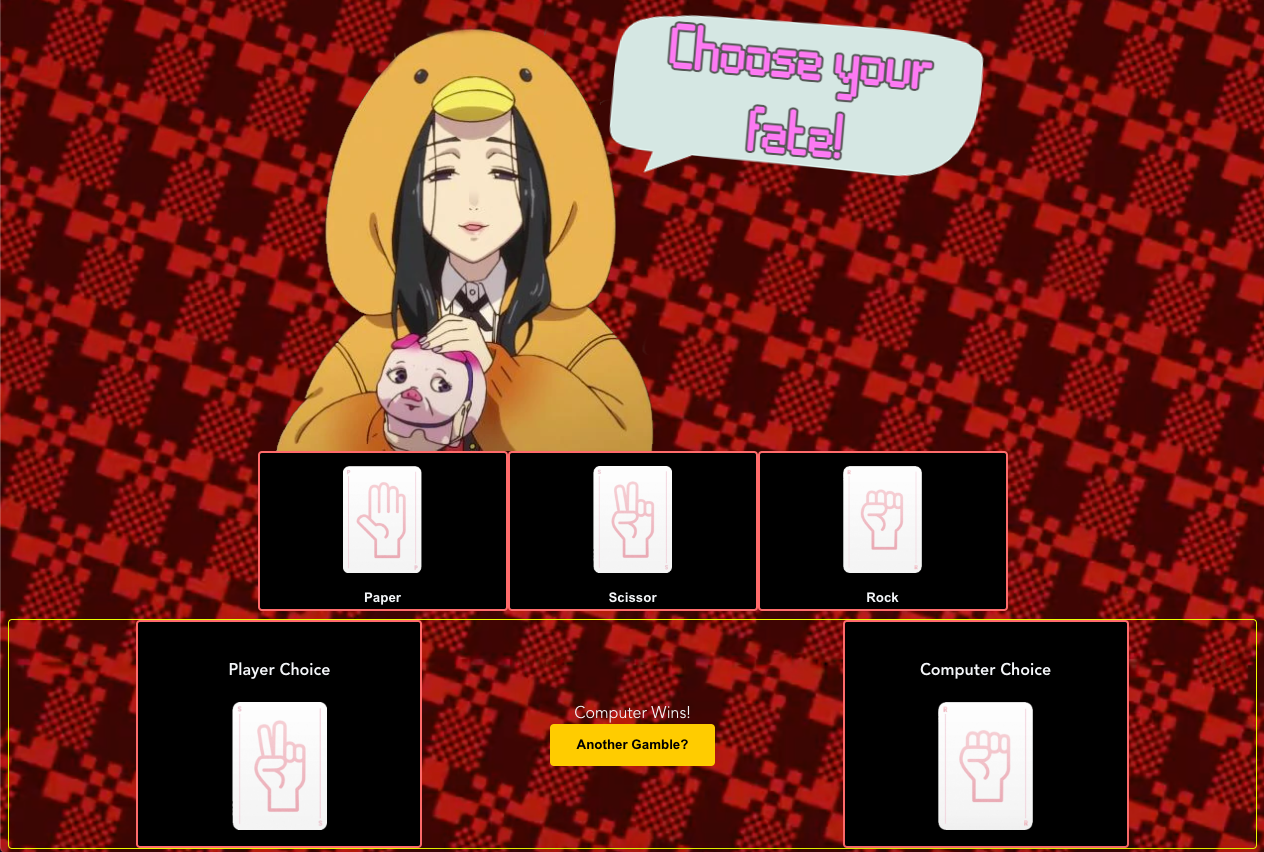 Choose your
fate!
Paper
Scissor
Rock
Player Choice
Computer Choice
Computer Wins!
Another Gamble?